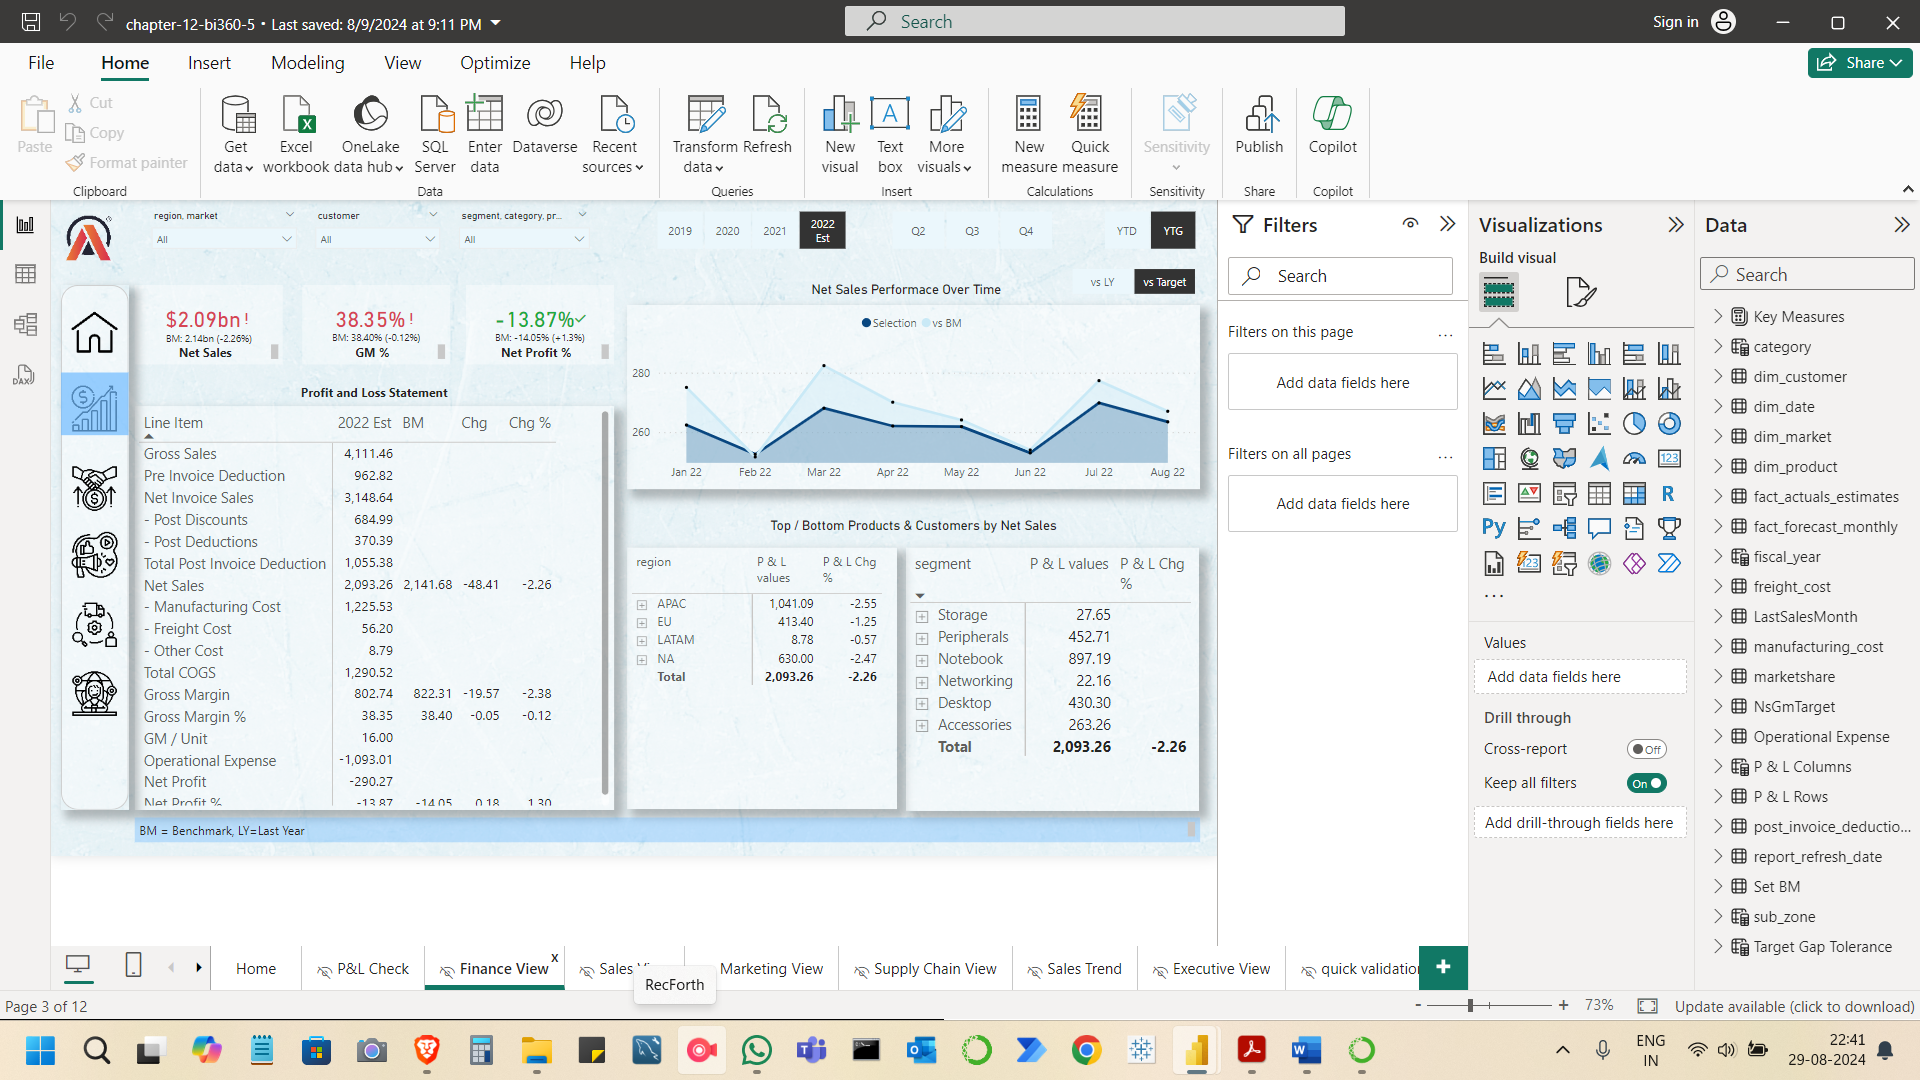 chapter-12-bi360-5 • Last saved: 8/9/2024 at 9:11 PM
Search
Sign in
File
Home
Insert
Modeling
View
Optimize
Help
Share
Paste
Cut
Copy
Format painter
Clipboard
Get data
Excel workbook
OneLake data hub
SQL Server
Enter data
Dataverse
Recent sources
Data
Transform data
Refresh
Queries
New visual
Text box
More visuals
Insert
New measure
Quick measure
Calculations
Sensitivity
Sensitivity
Publish
Share
Copilot
Copilot
region, market
All
customer
All
segment, category, pr...
All
2019
2020
2021
2022 Est
Q2
Q3
Q4
YTD
YTG
vs LY
vs Target
$2.09bn !
BM: 2.14bn (-2.26%)
Net Sales
38.35% !
BM: 38.40% (-0.12%)
GM %
-13.87%
BM: -14.05% (+1.3%)
Net Profit %
Net Sales Performace Over Time
Selection
vs BM
280
260
Jan 22
Feb 22
Mar 22
Apr 22
May 22
Jun 22
Jul 22
Aug 22
Profit and Loss Statement
Line Item 2022 Est BM Chg Chg %
Gross Sales 4,111.46
Pre Invoice Deduction 962.82
Net Invoice Sales 3,148.64
- Post Discounts 684.99
- Post Deductions 370.39
Total Post Invoice Deduction 1,055.38
Net Sales 2,093.26 2,141.68 -48.41 -2.26
- Manufacturing Cost 1,225.53
- Freight Cost 56.20
- Other Cost 8.79
Total COGS 1,290.52
Gross Margin 802.74 822.31 -19.57 -2.38
Gross Margin % 38.35 38.40 -0.05 -0.12
GM / Unit 16.00
Operational Expense -1,093.01
Net Profit -290.27
Net Profit % -13.87 -14.05 0.18 1.30
Top / Bottom Products & Customers by Net Sales
region P & L values P & L Chg %
APAC 1,041.09 -2.55
EU 413.40 -1.25
LATAM 8.78 -0.57
NA 630.00 -2.47
Total 2,093.26 -2.26
segment P & L values P & L Chg %
Storage 27.65
Peripherals 452.71
Notebook 897.19
Networking 22.16
Desktop 430.30
Accessories 263.26
Total 2,093.26 -2.26
BM = Benchmark, LY=Last Year
Filters
Search
Filters on this page
...
Add data fields here
Filters on all pages
...
Add data fields here
Visualizations
Build visual
123
R
Py
123
...
Values
Add data fields here
Drill through
Cross-report
Off
Keep all filters
On
Add drill-through fields here
Data
Search
Key Measures
category
dim_customer
dim_date
dim_market
dim_product
fact_actuals_estimates
fact_forecast_monthly
fiscal_year
freight_cost
LastSalesMonth
manufacturing_cost
marketshare
NsGmTarget
Operational Expense
P & L Columns
P & L Rows
post_invoice_deductio...
report_refresh_date
Set BM
sub_zone
Target Gap Tolerance
Home
P&L Check
Finance View
x
Sales
Marketing View
Supply Chain View
Sales Trend
Executive View
quick validation
+
RecForth
Page 3 of 12
- + 73%
Update available (click to download)
ENG
IN
22:41
29-08-2024